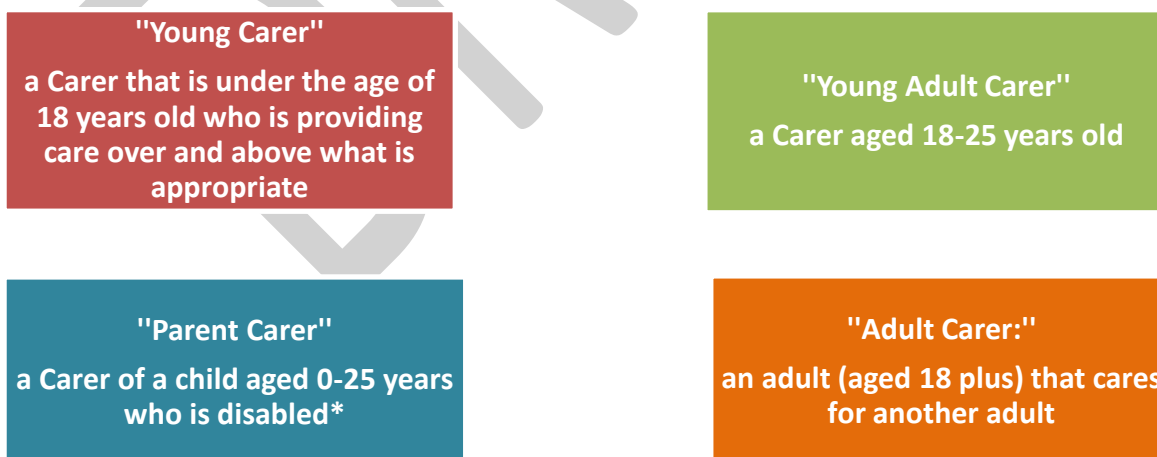 ''Young Carer''
a Carer that is under the age of
18 years old who is providing
care over and above what is
appropriate
''Young Adult Carer''
a Carer aged 18-25 years old
''Parent Carer''
a Carer of a child aged 0-25 years
who is disabled*
''Adult Carer:''
an adult (aged 18 plus) that cares
for another adult